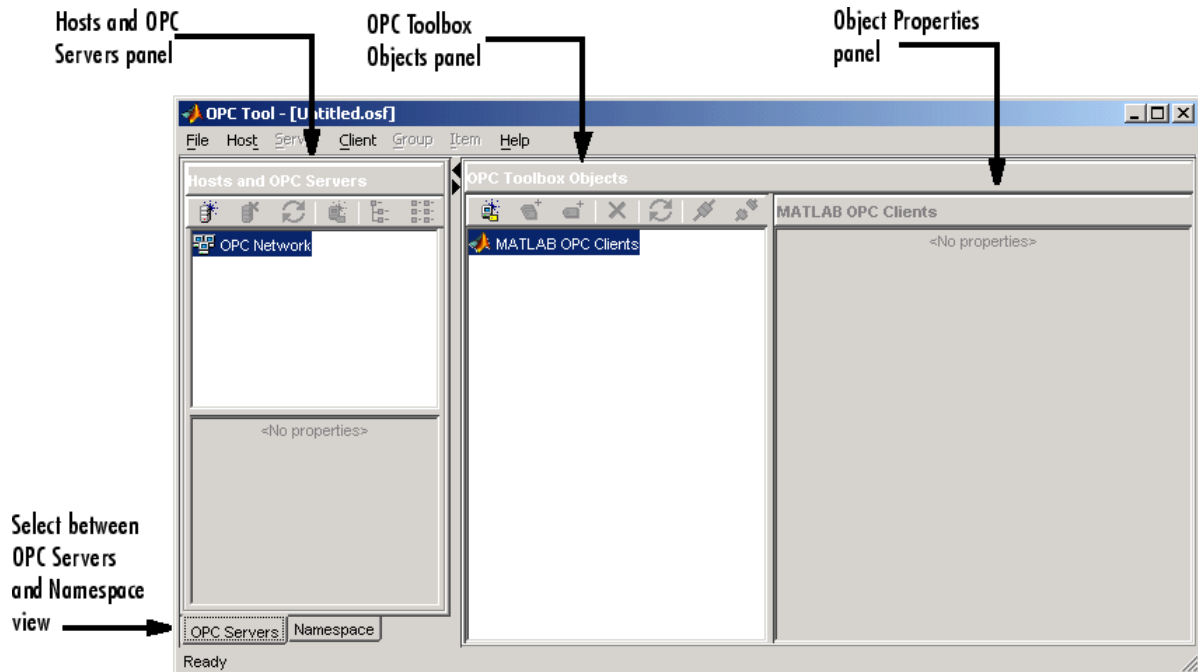 Hosts and OPC
Servers panel
OPC Toolbox
Objects panel
Object Properties
panel
OPC Tool - [Untitled.osf]
File Host Server Client Group Item Help
Hosts and OPC Servers
OPC Toolbox Objects
MATLAB OPC Clients
OPC Network
MATLAB OPC Clients
<No properties>
<No properties>
Select between
OPC Servers
and Namespace
view
OPC Servers Namespace
Ready